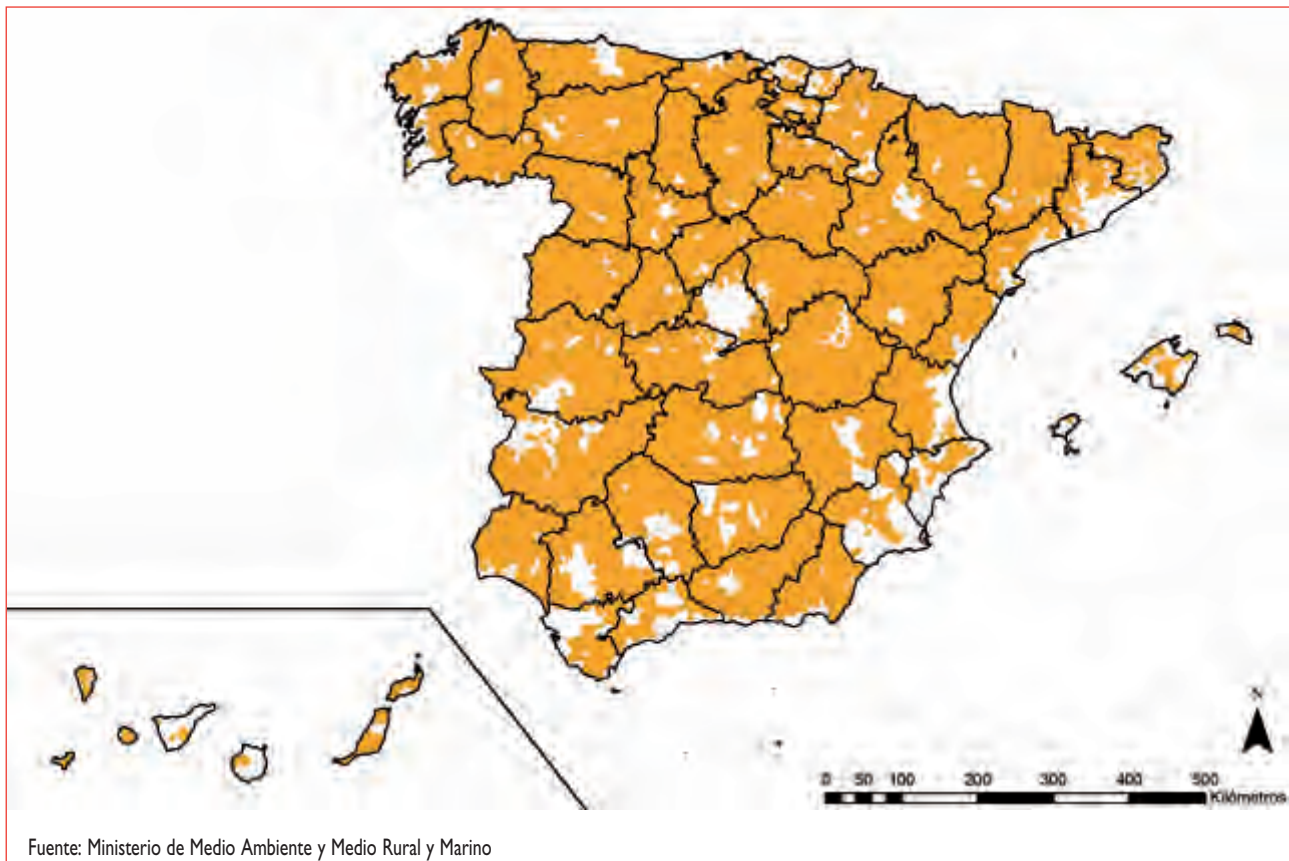 N
0 50 100 200 300 400 500
Kilómetros
Fuente: Ministerio de Medio Ambiente y Medio Rural y Marino